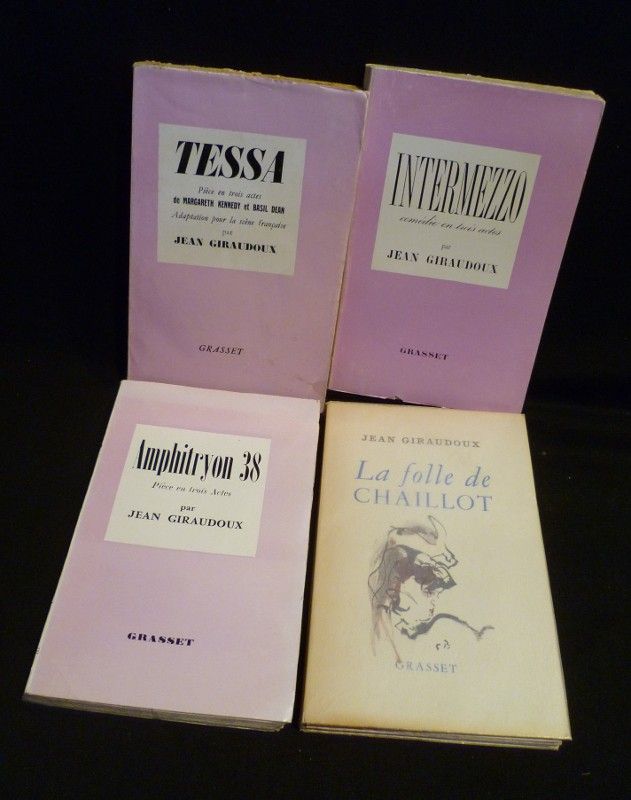 TESSA
Pièce en trois actes
de MARGARETH KENNEDY et BASIL DEAN
Adaptation pour la scène française
par
JEAN GIRAUDOUX
GRASSET
INTERMEZZO
comédie en trois actes
par
JEAN GIRAUDOUX
GRASSET
Amphitryon 38
Pièce en trois Actes
par
JEAN GIRAUDOUX
GRASSET
JEAN GIRAUDOUX
La folle de
CHAILLOT
GRASSET